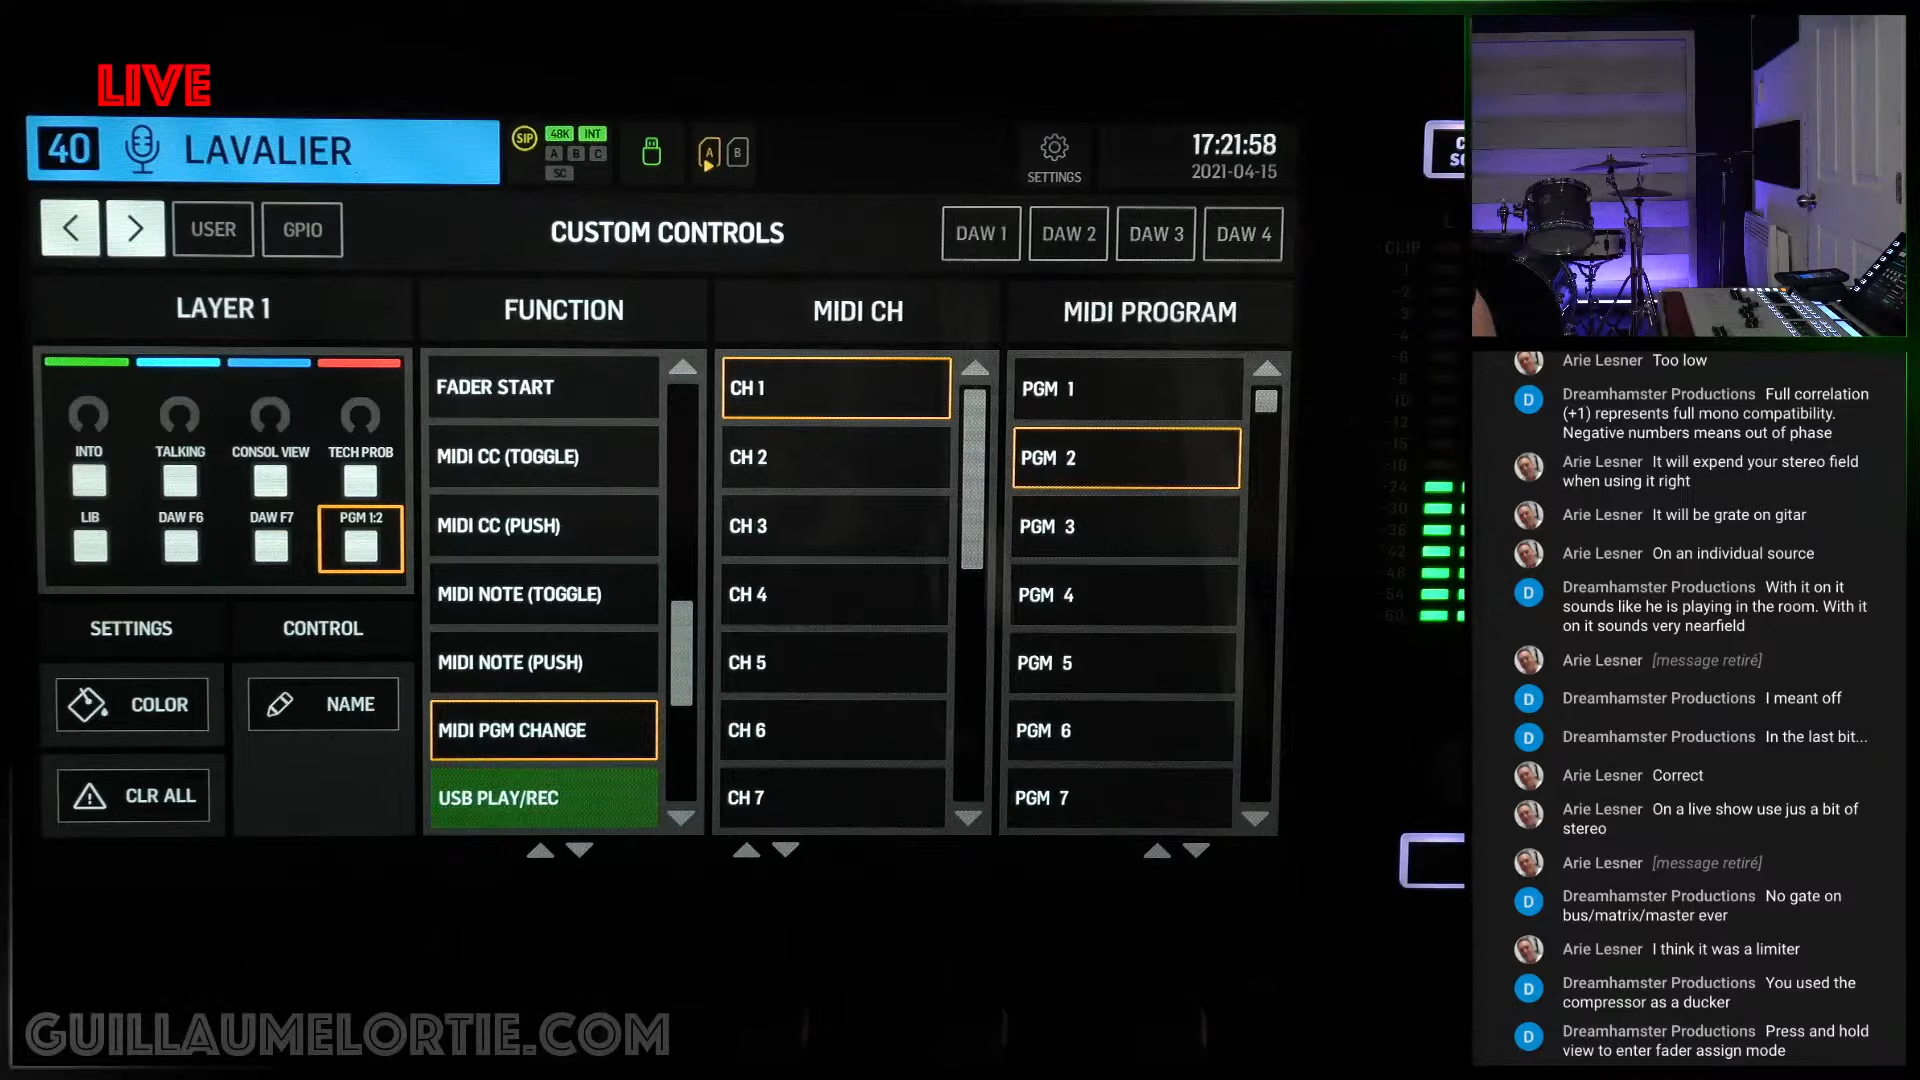 LIVE
40 LAVALIER
SIP 48K INT
A B C
SC
A B
SETTINGS
17:21:58
2021-04-15
USER GPIO
CUSTOM CONTROLS
DAW 1 DAW 2 DAW 3 DAW 4
LAYER 1
FUNCTION
MIDI CH
MIDI PROGRAM
INTO TALKING CONSOL VIEW TECH PROB
LIB DAW F6 DAW F7 PGM 1:2
SETTINGS
CONTROL
COLOR
NAME
CLR ALL
FADER START
MIDI CC (TOGGLE)
MIDI CC (PUSH)
MIDI NOTE (TOGGLE)
MIDI NOTE (PUSH)
MIDI PGM CHANGE
USB PLAY/REC
CH 1
CH 2
CH 3
CH 4
CH 5
CH 6
CH 7
PGM 1
PGM 2
PGM 3
PGM 4
PGM 5
PGM 6
PGM 7
CLIP
-24
-30
-36
-42
-48
-54
-60
Arie Lesner Too low
D Dreamhamster Productions Full correlation
(+1) represents full mono compatibility.
Negative numbers means out of phase
Arie Lesner It will expend your stereo field
when using it right
Arie Lesner It will be grate on gitar
Arie Lesner On an individual source
D Dreamhamster Productions With it on it
sounds like he is playing in the room. With it
on it sounds very nearfield
Arie Lesner [message retiré]
D Dreamhamster Productions I meant off
D Dreamhamster Productions In the last bit...
Arie Lesner Correct
Arie Lesner On a live show use jus a bit of
stereo
Arie Lesner [message retiré]
D Dreamhamster Productions No gate on
bus/matrix/master ever
Arie Lesner I think it was a limiter
D Dreamhamster Productions You used the
compressor as a ducker
D Dreamhamster Productions Press and hold
view to enter fader assign mode
GUILLAUMELORTIE.COM